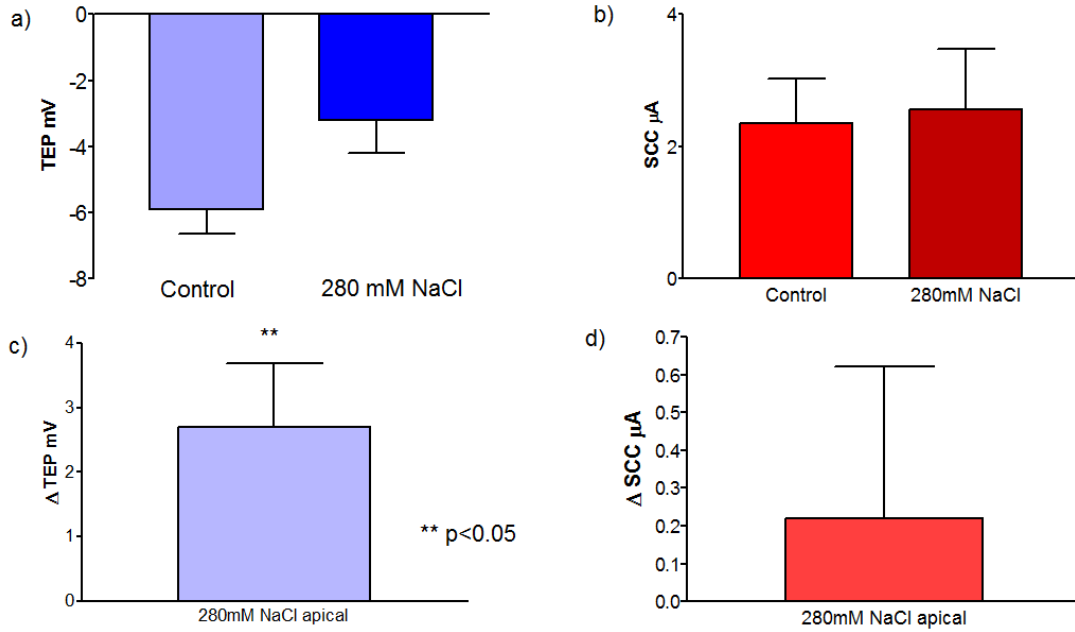 a)
0
-2
-4
-6
-8
TEP mV
Control
280 mM NaCl
b)
4
2
0
SCC µA
Control
280mM NaCl
c)
4
3
2
1
0
Δ TEP mV
**
** p<0.05
280mM NaCl apical
d)
0.7
0.6
0.5
0.4
0.3
0.2
0.1
0.0
Δ SCC µA
280mM NaCl apical